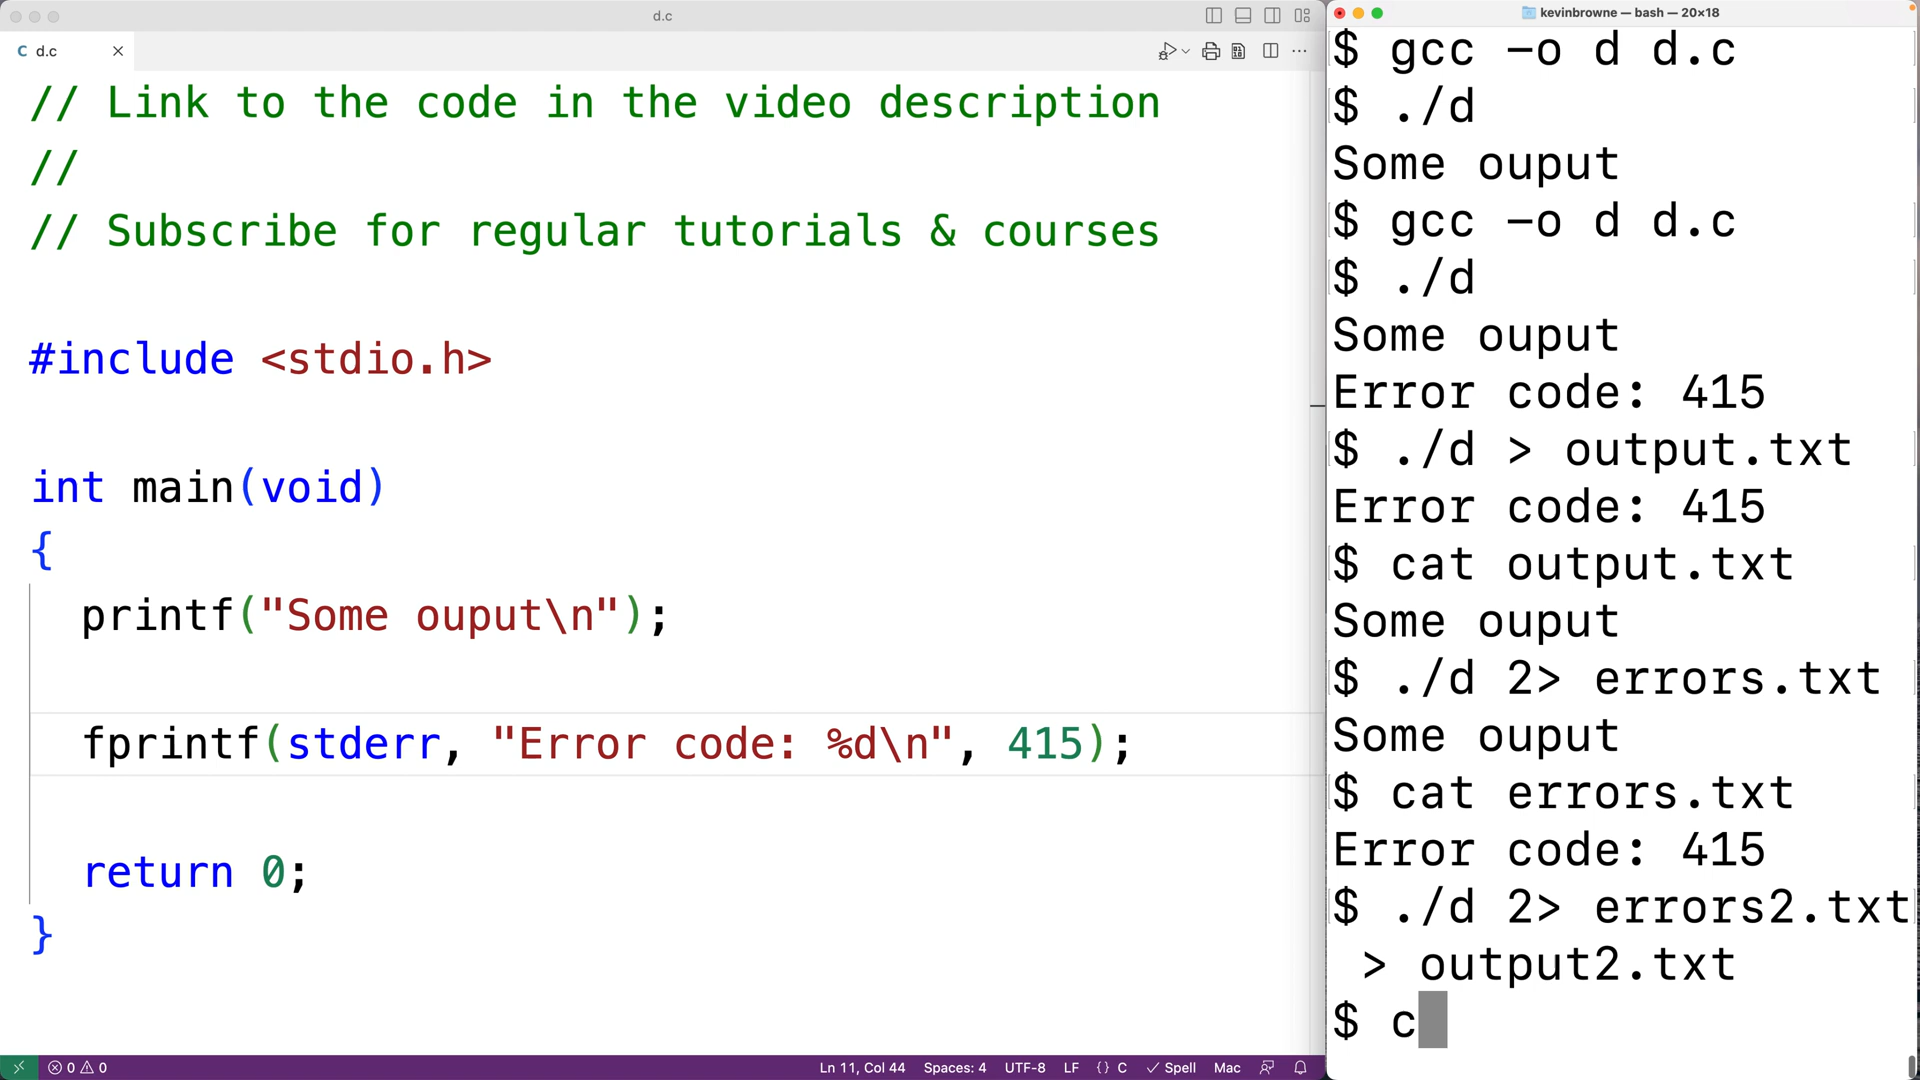 d.c
C d.c
// Link to the code in the video description
//
// Subscribe for regular tutorials & courses
#include <stdio.h>
int main(void)
{
printf("Some ouput\n");
fprintf(stderr, "Error code: %d\n", 415);
return 0;
}
0 0
Ln 11, Col 44 Spaces: 4 UTF-8 LF {} C Spell Mac
kevinbrowne — bash — 20×18
$ gcc -o d d.c
$ ./d
Some ouput
$ gcc -o d d.c
$ ./d
Some ouput
Error code: 415
$ ./d > output.txt
Error code: 415
$ cat output.txt
Some ouput
$ ./d 2> errors.txt
Some ouput
$ cat errors.txt
Error code: 415
$ ./d 2> errors2.txt
> output2.txt
$ c